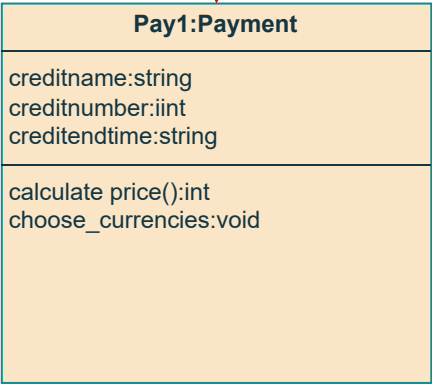 Pay1:Payment
creditname:string
creditnumber:iint
creditendtime:string
calculate price():int
choose_currencies:void